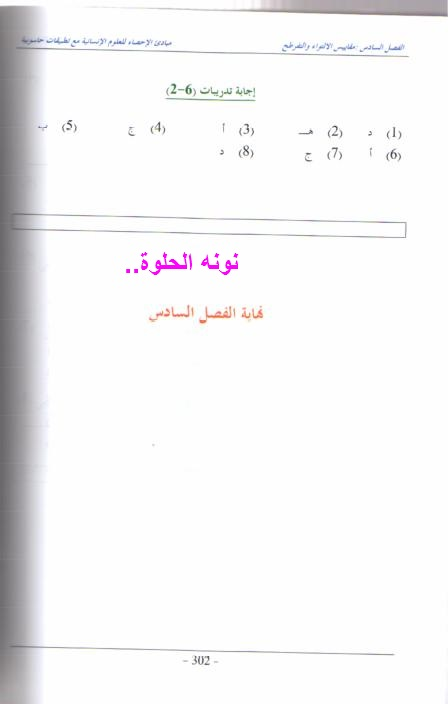 الفصل السادس :مقاييس الالتواء والتفرطح
مبادئ الإحصاء للعلوم الإنسانية مع تطبيقات حاسوبية
إجابة تدريبات (6-2)
(1) د (2) هـ (3) أ (4) ج (5) ب
(6) أ (7) ج (8) د
نونه الحلوة..
نهاية الفصل السادس
- 302 -